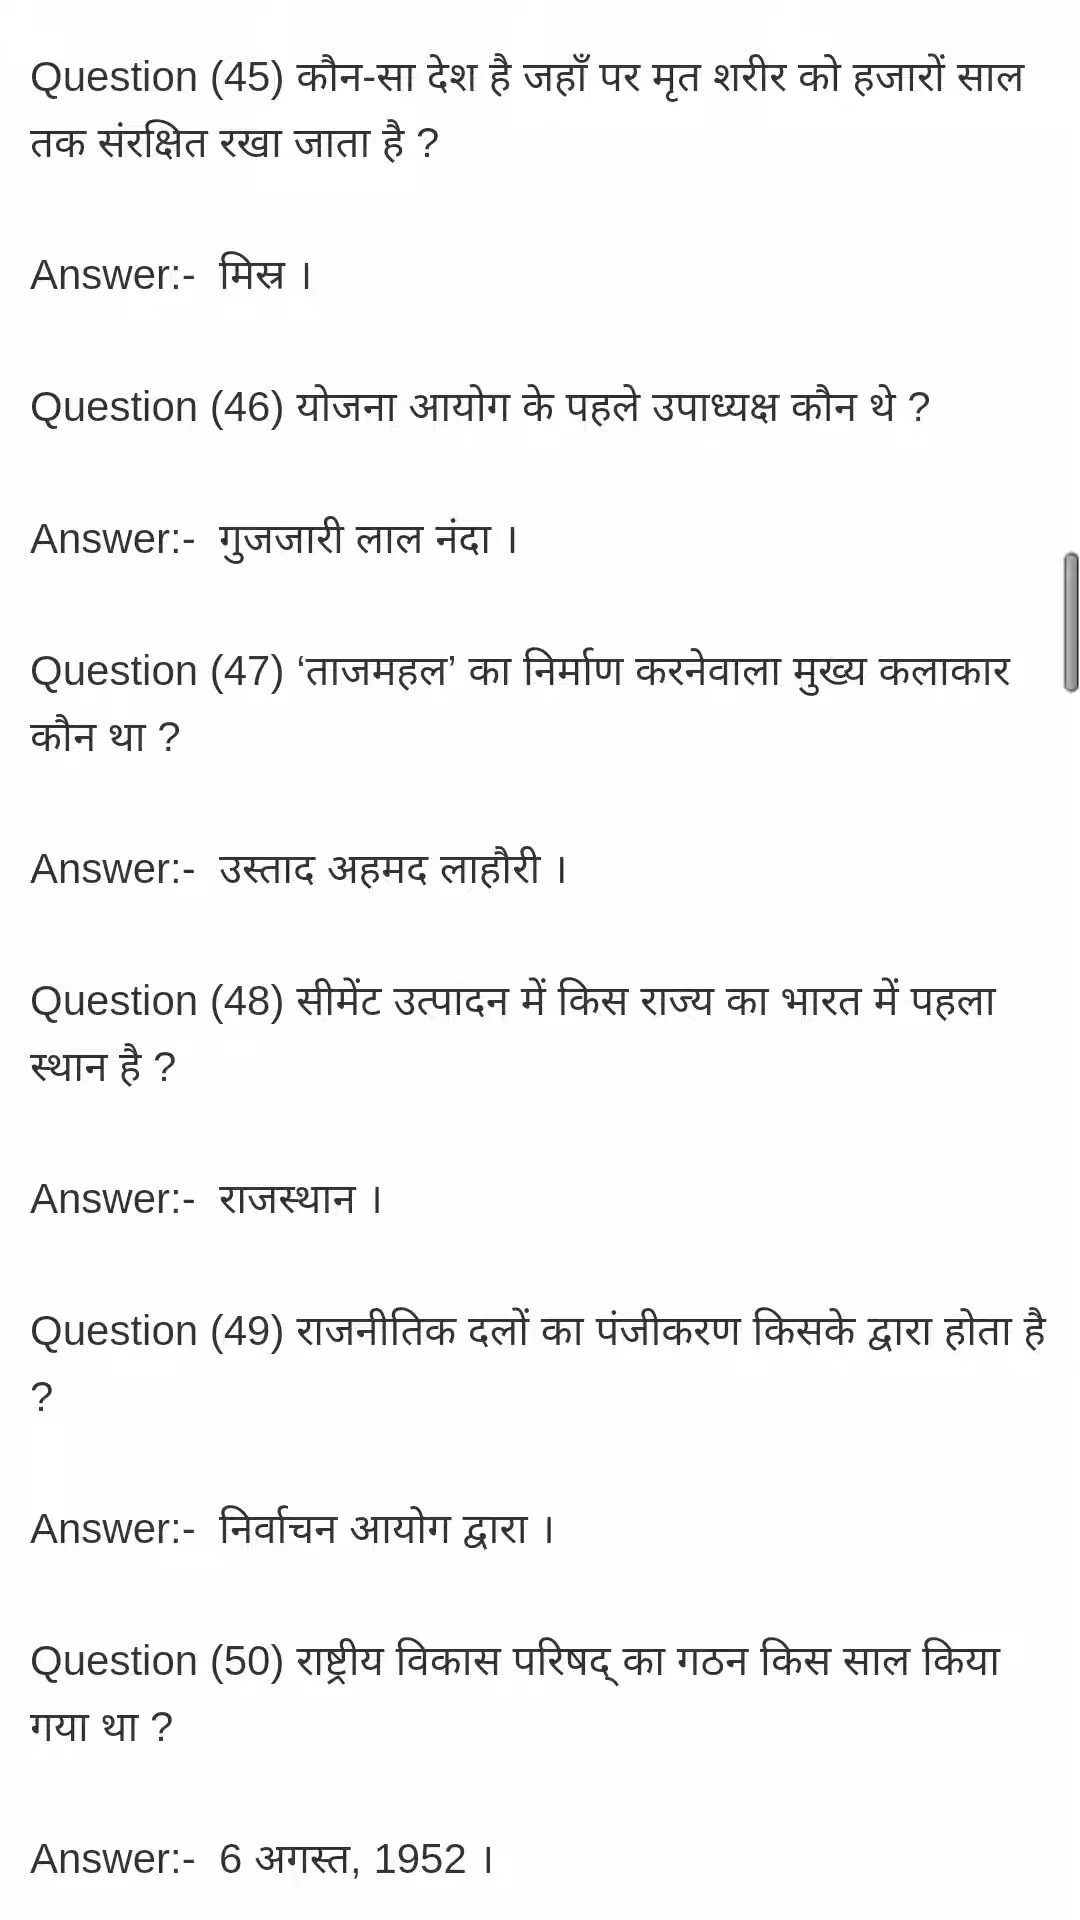 Question (45) कौन-सा देश है जहाँ पर मृत शरीर को हजारों साल
तक संरक्षित रखा जाता है ?
Answer:- मिस्र ।
Question (46) योजना आयोग के पहले उपाध्यक्ष कौन थे ?
Answer:- गुजजारी लाल नंदा ।
Question (47) ‘ताजमहल’ का निर्माण करनेवाला मुख्य कलाकार
कौन था ?
Answer:- उस्ताद अहमद लाहौरी ।
Question (48) सीमेंट उत्पादन में किस राज्य का भारत में पहला
स्थान है ?
Answer:- राजस्थान ।
Question (49) राजनीतिक दलों का पंजीकरण किसके द्वारा होता है
?
Answer:- निर्वाचन आयोग द्वारा ।
Question (50) राष्ट्रीय विकास परिषद् का गठन किस साल किया
गया था ?
Answer:- 6 अगस्त, 1952 ।